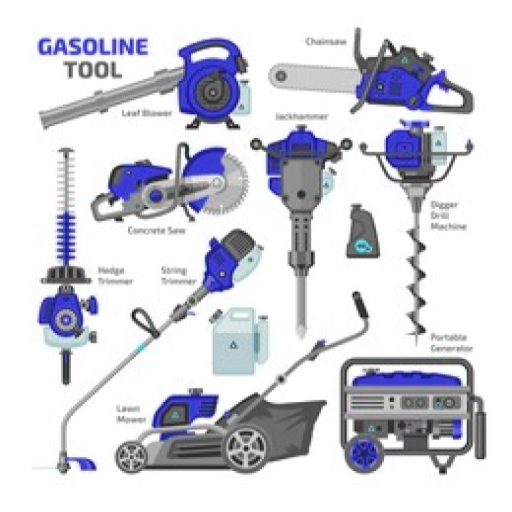 GASOLINE
TOOL
Chainsaw
Leaf Blower
Jackhammer
Concrete Saw
Digger
Drill
Machine
Hedge
Trimmer
String
Trimmer
Portable
Generator
Lawn
Mower